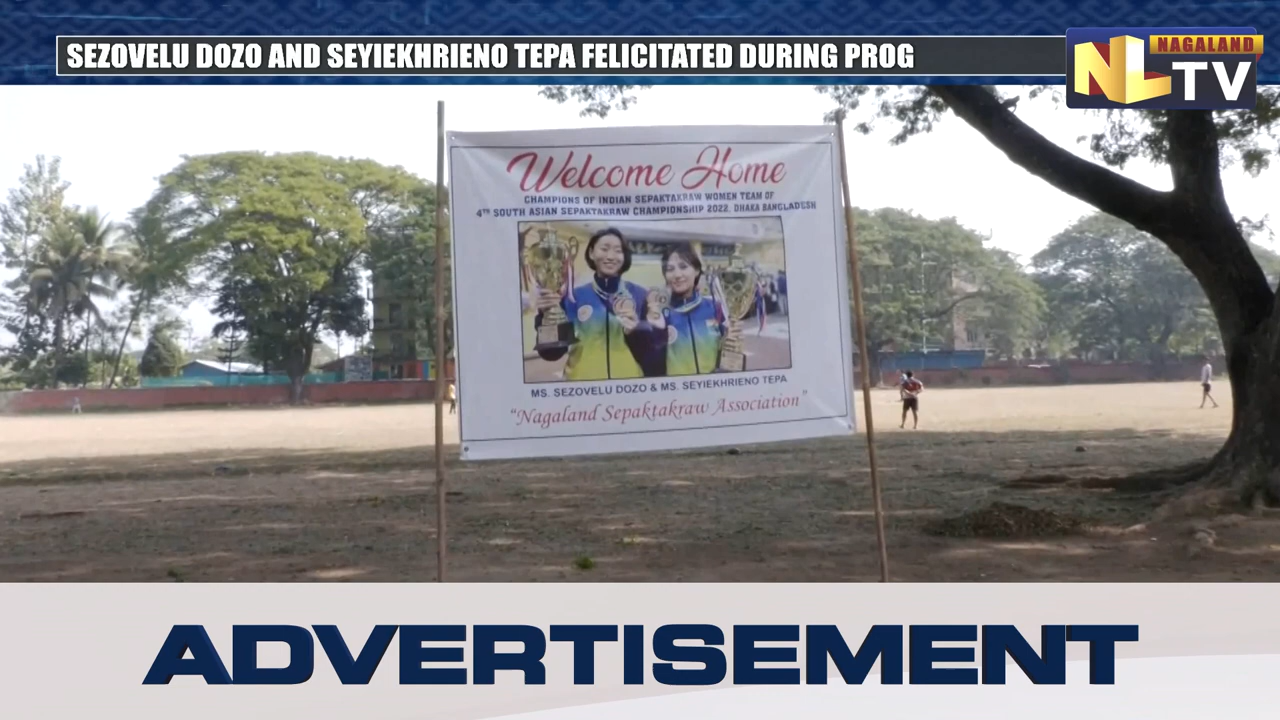 SEZOVELU DOZO AND SEYIEKHRIENO TEPA FELICITATED DURING PROG
NAGALAND
NL TV
Welcome Home
CHAMPIONS OF INDIAN SEPAKTAKRAW WOMEN TEAM OF
4TH SOUTH ASIAN SEPAKTAKRAW CHAMPIONSHIP 2022, DHAKA BANGLADESH
MS. SEZOVELU DOZO & MS. SEYIEKHRIENO TEPA
"Nagaland Sepaktakraw Association"
ADVERTISEMENT